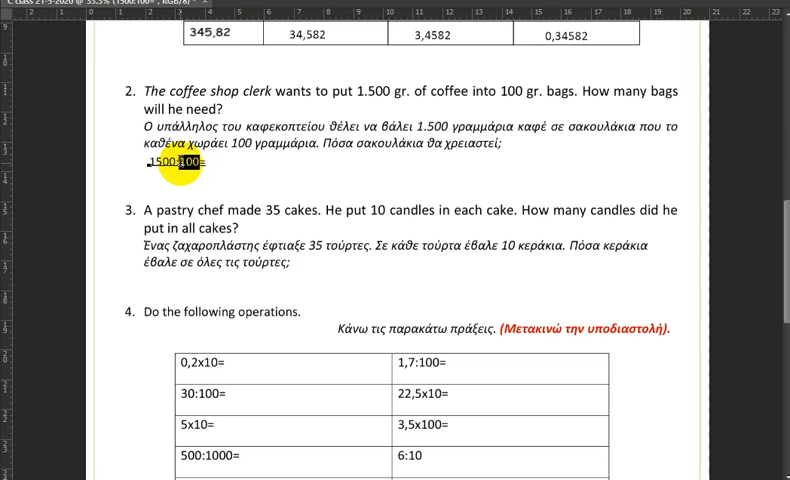 345,82 34,582 3,4582 0,34582
2. The coffee shop clerk wants to put 1.500 gr. of coffee into 100 gr. bags. How many bags
will he need?
Ο υπάλληλος του καφεκοπτείου θέλει να βάλει 1.500 γραμμάρια καφέ σε σακουλάκια που το
καθένα χωράει 100 γραμμάρια. Πόσα σακουλάκια θα χρειαστεί;
1500:100=
3. A pastry chef made 35 cakes. He put 10 candles in each cake. How many candles did he
put in all cakes?
Ένας ζαχαροπλάστης έφτιαξε 35 τούρτες. Σε κάθε τούρτα έβαλε 10 κεράκια. Πόσα κεράκια
έβαλε σε όλες τις τούρτες;
4. Do the following operations.
Κάνω τις παρακάτω πράξεις. (Μετακινώ την υποδιαστολή).
0,2x10= 1,7:100=
30:100= 22,5x10=
5x10= 3,5x100=
500:1000= 6:10